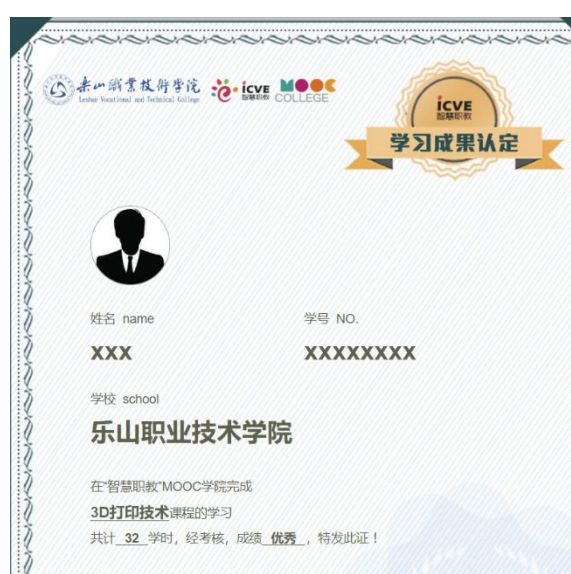 乐山职业技术学院
Leshan Vocational and Technical College
icve
智慧职教
MOOC
COLLEGE
icve
智慧职教
学习成果认定
姓名 name
学号 NO.
XXX
XXXXXXXX
学校 school
乐山职业技术学院
在“智慧职教”MOOC学院完成
3D打印技术课程的学习
共计 32 学时，经考核，成绩 优秀 ，特发此证！